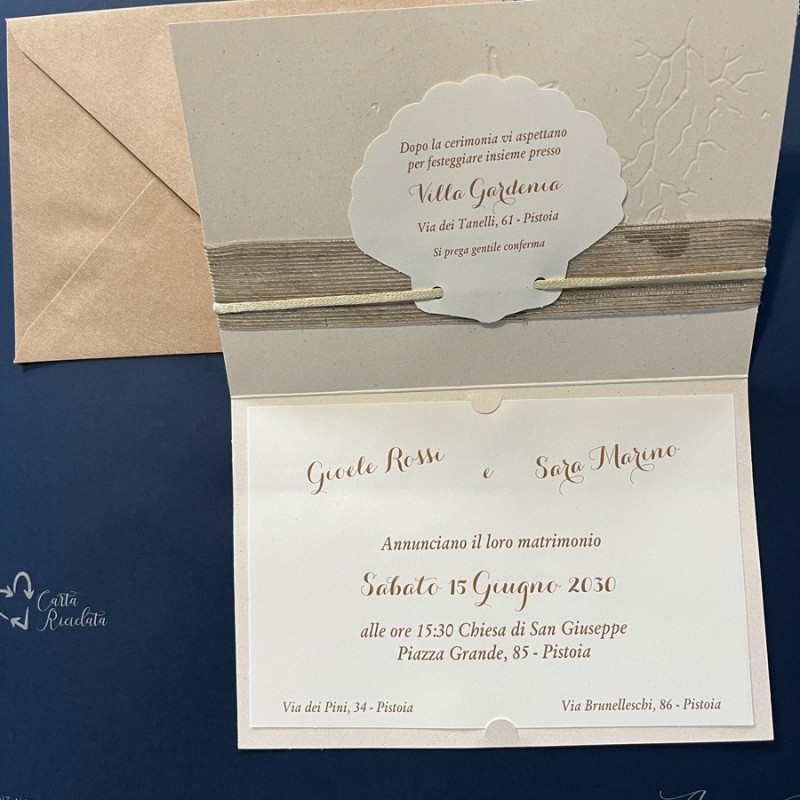 Dopo la cerimonia vi aspettano
per festeggiare insieme presso
Villa Gardenia
Via dei Tanelli, 61 - Pistoia
Si prega gentile conferma
Gioele Rossi e Sara Marino
Annunciano il loro matrimonio
Sabato 15 Giugno 2030
alle ore 15:30 Chiesa di San Giuseppe
Piazza Grande, 85 - Pistoia
Via dei Pini, 34 - Pistoia
Via Brunelleschi, 86 - Pistoia
Carta
Riciclata